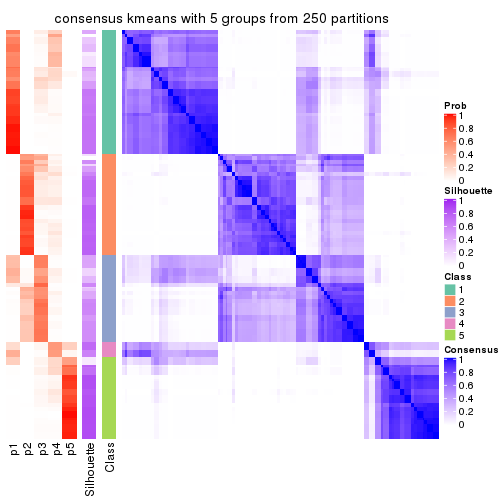 consensus kmeans with 5 groups from 250 partitions
Prob
1
0.8
0.6
0.4
0.2
0
Silhouette
1
0.8
0.6
0.4
0.2
0
Class
1
2
3
4
5
Consensus
1
0.8
0.6
0.4
0.2
0
p1
p2
p3
p4
p5
Silhouette
Class